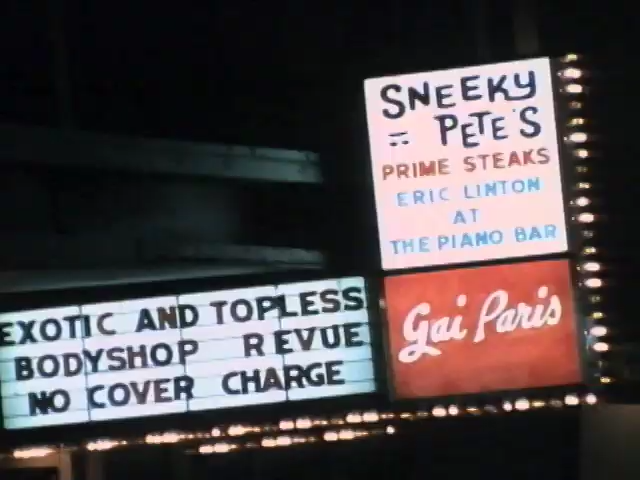 SNEEKY
PETE'S
PRIME STEAKS
ERIC LINTON
AT
THE PIANO BAR
Gai Paris
EXOTIC AND TOPLESS
BODYSHOP REVUE
NO COVER CHARGE